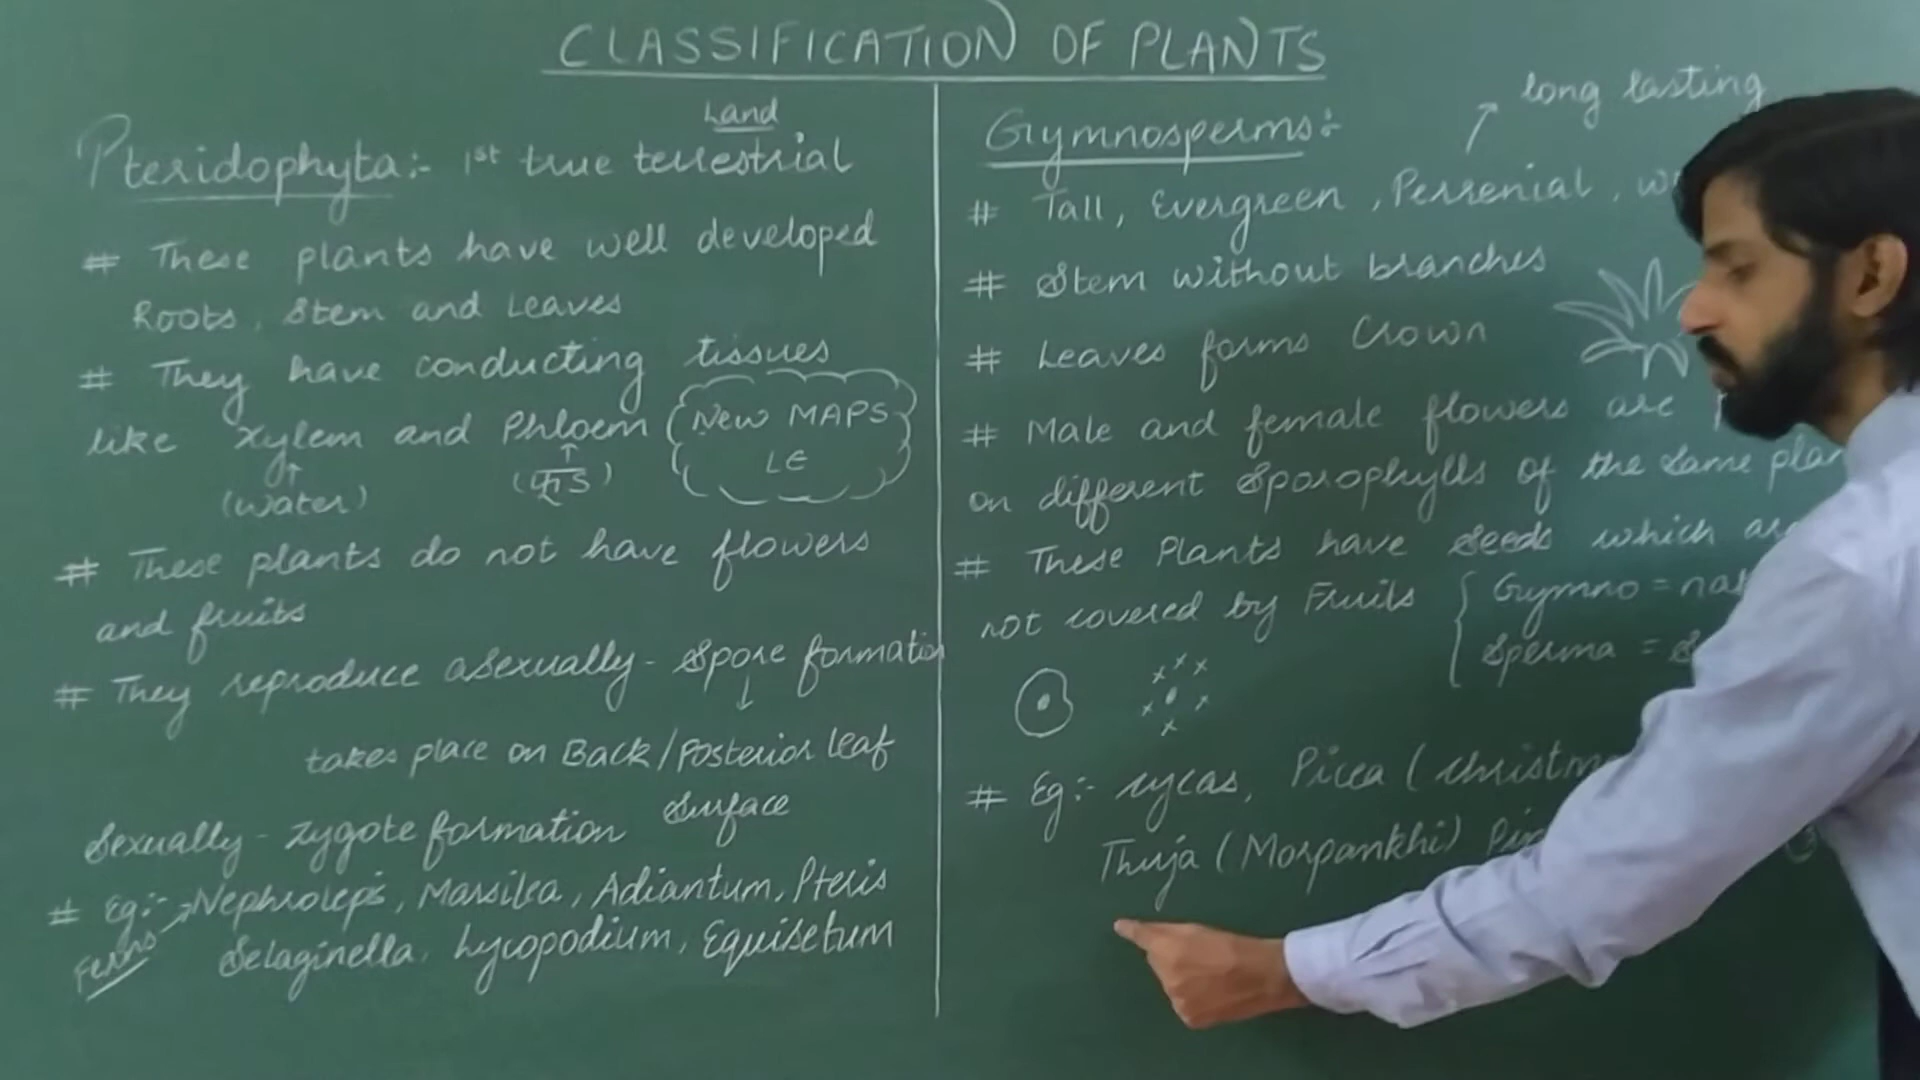 CLASSIFICATION OF PLANTS
Land
Pteridophyta:- 1st true terrestrial
# These plants have well developed
Roots, Stem and Leaves
# They have conducting tissues
like Xylem and Phloem
(water)
New MAPS
LE
# These plants do not have flowers
and fruits
# They reproduce asexually - Spore formation
takes place on Back/Posterior leaf
surface
Sexually - zygote formation
# Eg:- Nephrolepis, Marsilea, Adiantum, Pteris
Ferns
Selaginella, Lycopodium, Equisetum
Gymnosperms:-
long lasting
# Tall, Evergreen, Perrenial,
# Stem without branches
# Leaves forms Crown
# Male and female flowers are
on different Sporophylls of the same
# These Plants have seeds which
not covered by Fruits
Gymno =
Sperma =
# Eg:- cycas, Picea (
Thuja (Morpankhi)